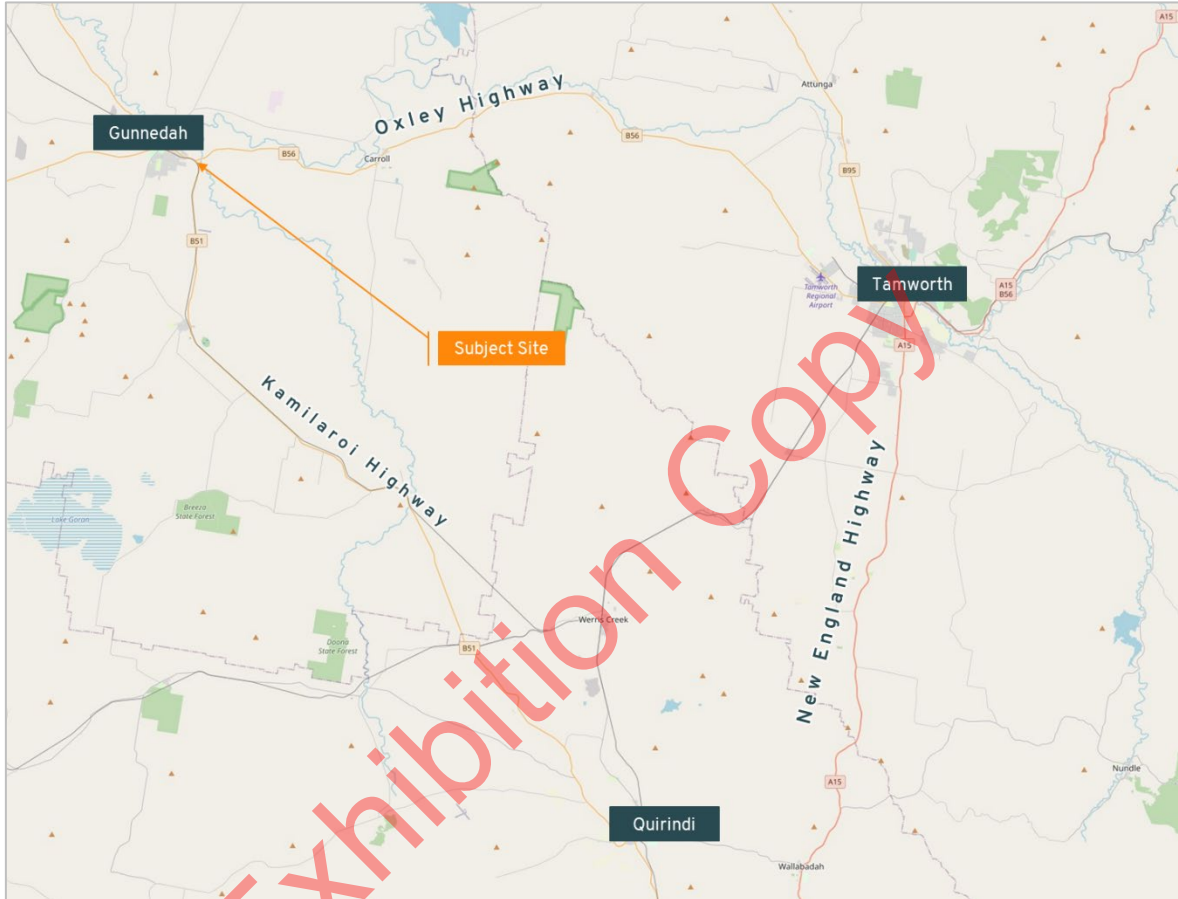 A15
Attunga
Oxley Highway
Gunnedah
B56
B56
Carroll
B95
B51
Tamworth
Tamworth
Regional
Airport
A15
B56
Subject Site
A15
Kamilaroi Highway
New England Highway
Breeza
State Forest
Lake Goran
Exhibition Copy
Werris Creek
Doona
State Forest
B51
Nundle
A15
Quirindi
Wallabadah